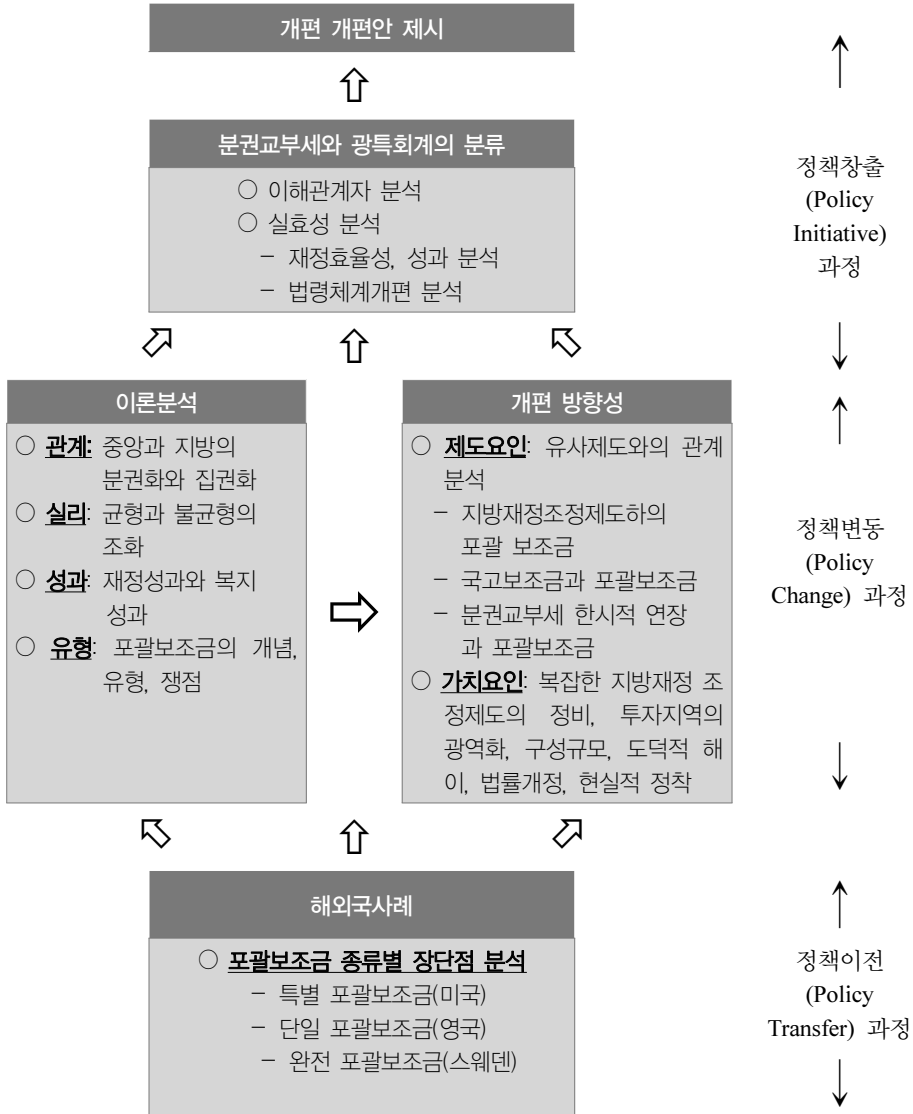 개편 개편안 제시
분권교부세와 광특회계의 분류
○ 이해관계자 분석
○ 실효성 분석
－ 재정효율성, 성과 분석
－ 법령체계개편 분석
정책창출
(Policy
Initiative)
과정
이론분석
○ 관계: 중앙과 지방의
분권화와 집권화
○ 실리: 균형과 불균형의
조화
○ 성과: 재정성과와 복지
성과
○ 유형: 포괄보조금의 개념,
유형, 쟁점
개편 방향성
○ 제도요인: 유사제도와의 관계
분석
－ 지방재정조정제도하의
포괄 보조금
－ 국고보조금과 포괄보조금
－ 분권교부세 한시적 연장
과 포괄보조금
○ 가치요인: 복잡한 지방재정 조
정제도의 정비, 투자지역의
광역화, 구성규모, 도덕적 해
이, 법률개정, 현실적 정착
정책변동
(Policy
Change) 과정
해외국사례
○ 포괄보조금 종류별 장단점 분석
－ 특별 포괄보조금(미국)
－ 단일 포괄보조금(영국)
－ 완전 포괄보조금(스웨덴)
정책이전
(Policy
Transfer) 과정